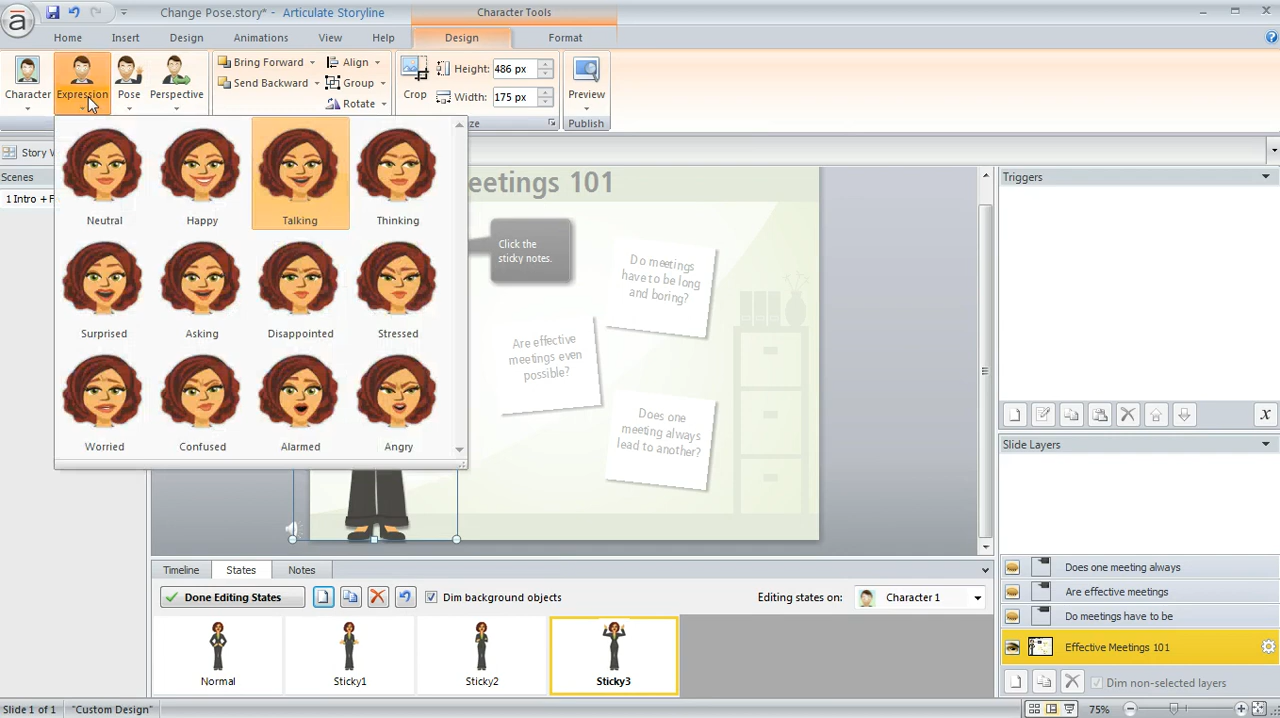 Change Pose.story* - Articulate Storyline
Character Tools
Home Insert Design Animations View Help Design Format
Character Expression Pose Perspective
Bring Forward Align
Send Backward Group
Rotate
Crop
Height: 486 px
Width: 175 px
Preview
Publish
Scenes
Neutral Happy Talking Thinking
Surprised Asking Disappointed Stressed
Worried Confused Alarmed Angry
eetings 101
Click the
sticky notes.
Do meetings
have to be long
and boring?
Are effective
meetings even
possible?
Does one
meeting always
lead to another?
Triggers
x
Slide Layers
Does one meeting always
Are effective meetings
Do meetings have to be
Effective Meetings 101
Dim non-selected layers
Timeline States Notes
Done Editing States
Dim background objects
Editing states on: Character 1
Normal Sticky1 Sticky2 Sticky3
Slide 1 of 1 "Custom Design" 75%